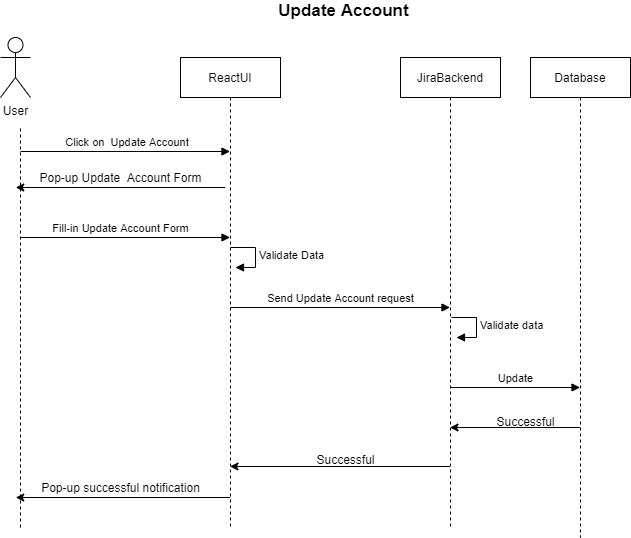 Update Account
ReactUI
JiraBackend
Database
User
Click on Update Account
Pop-up Update Account Form
Fill-in Update Account Form
Validate Data
Send Update Account request
Validate data
Update
Successful
Successful
Pop-up successful notification